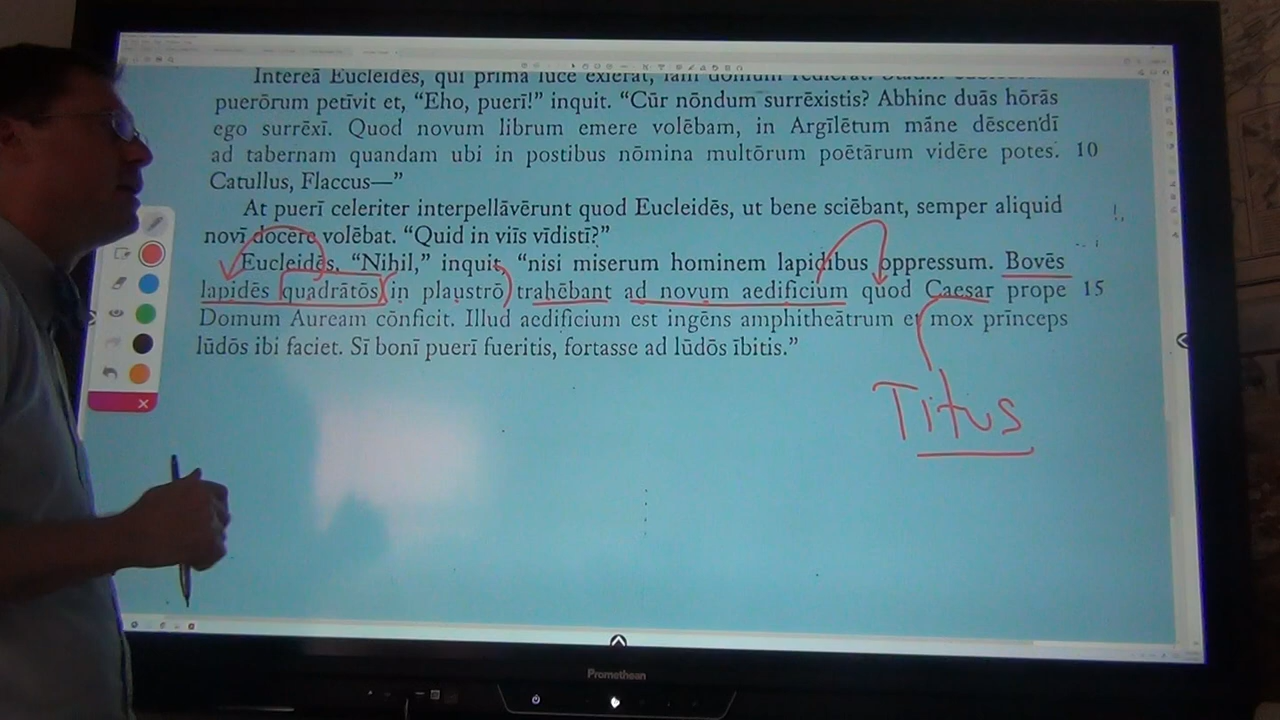 Intereā Eucleidēs, qui prima luce exierat, iam domum redierat.
puerōrum petīvit et, “Eho, puerī!” inquit. “Cūr nōndum surrēxistis? Abhinc duās hōrās
ego surrēxī. Quod novum librum emere volēbam, in Argīlētum māne dēscendī
ad tabernam quandam ubi in postibus nōmina multōrum poētārum vidēre potes. 10
Catullus, Flaccus—”
At puerī celeriter interpellāvērunt quod Eucleidēs, ut bene sciēbant, semper aliquid
novī docēre volēbat. “Quid in viīs vīdistī?”
Eucleidēs, “Nihil,” inquit, “nisi miserum hominem lapidibus oppressum. Bovēs
lapidēs quadrātōs in plaustrō trahēbant ad novum aedificium quod Caesar prope 15
Domum Auream cōnficit. Illud aedificium est ingēns amphitheātrum et mox prīnceps
lūdōs ibi faciet. Sī bonī puerī fueritis, fortasse ad lūdōs ībitis.”
Titus
Promethean